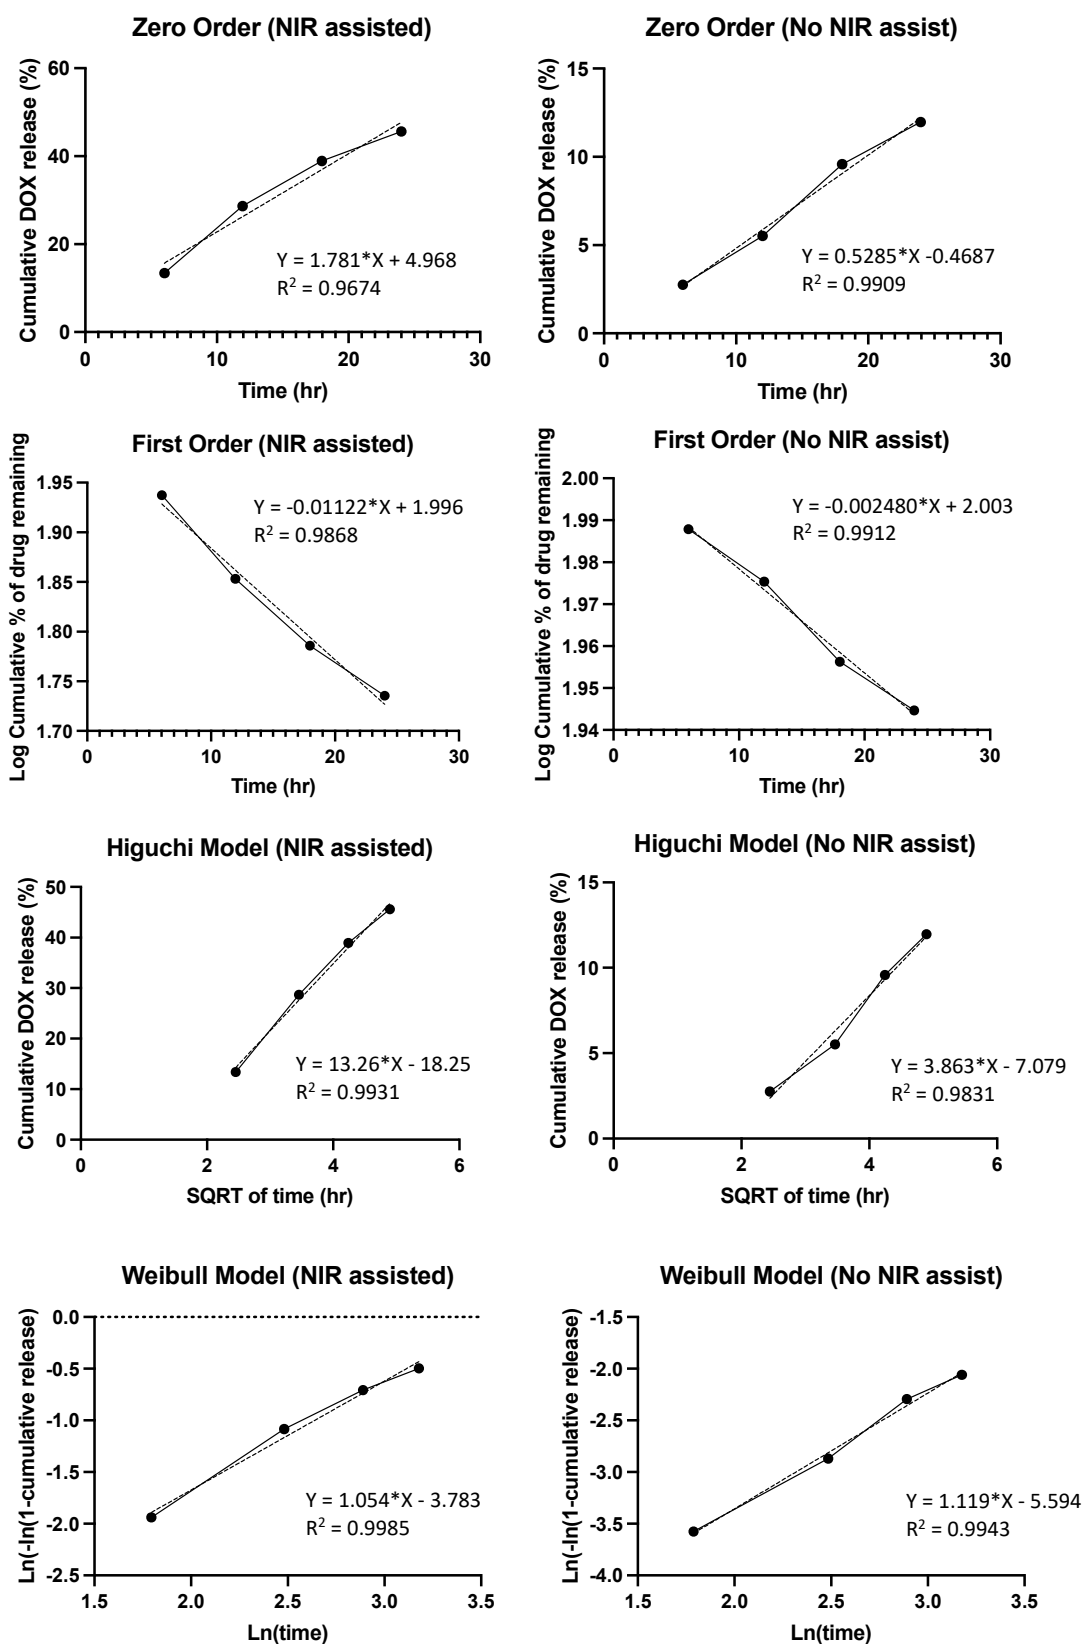 Zero Order (NIR assisted)
Cumulative DOX release (%)
60
40
20
0
Y = 1.781*X + 4.968
R² = 0.9674
0 10 20 30
Time (hr)
Zero Order (No NIR assist)
Cumulative DOX release (%)
15
10
5
0
Y = 0.5285*X -0.4687
R² = 0.9909
0 10 20 30
Time (hr)
First Order (NIR assisted)
Log Cumulative % of drug remaining
1.95
1.90
1.85
1.80
1.75
1.70
Y = -0.01122*X + 1.996
R² = 0.9868
0 10 20 30
Time (hr)
First Order (No NIR assist)
Log Cumulative % of drug remaining
2.00
1.99
1.98
1.97
1.96
1.95
1.94
Y = -0.002480*X + 2.003
R² = 0.9912
0 10 20 30
Time (hr)
Higuchi Model (NIR assisted)
Cumulative DOX release (%)
50
40
30
20
10
0
Y = 13.26*X - 18.25
R² = 0.9931
0 2 4 6
SQRT of time (hr)
Higuchi Model (No NIR assist)
Cumulative DOX release (%)
15
10
5
0
Y = 3.863*X - 7.079
R² = 0.9831
0 2 4 6
SQRT of time (hr)
Weibull Model (NIR assisted)
Ln(-ln(1-cumulative release)
0.0
-0.5
-1.0
-1.5
-2.0
-2.5
Y = 1.054*X - 3.783
R² = 0.9985
1.5 2.0 2.5 3.0 3.5
Ln(time)
Weibull Model (No NIR assist)
Ln(-ln(1-cumulative release)
-1.5
-2.0
-2.5
-3.0
-3.5
-4.0
Y = 1.119*X - 5.594
R² = 0.9943
1.5 2.0 2.5 3.0 3.5
Ln(time)